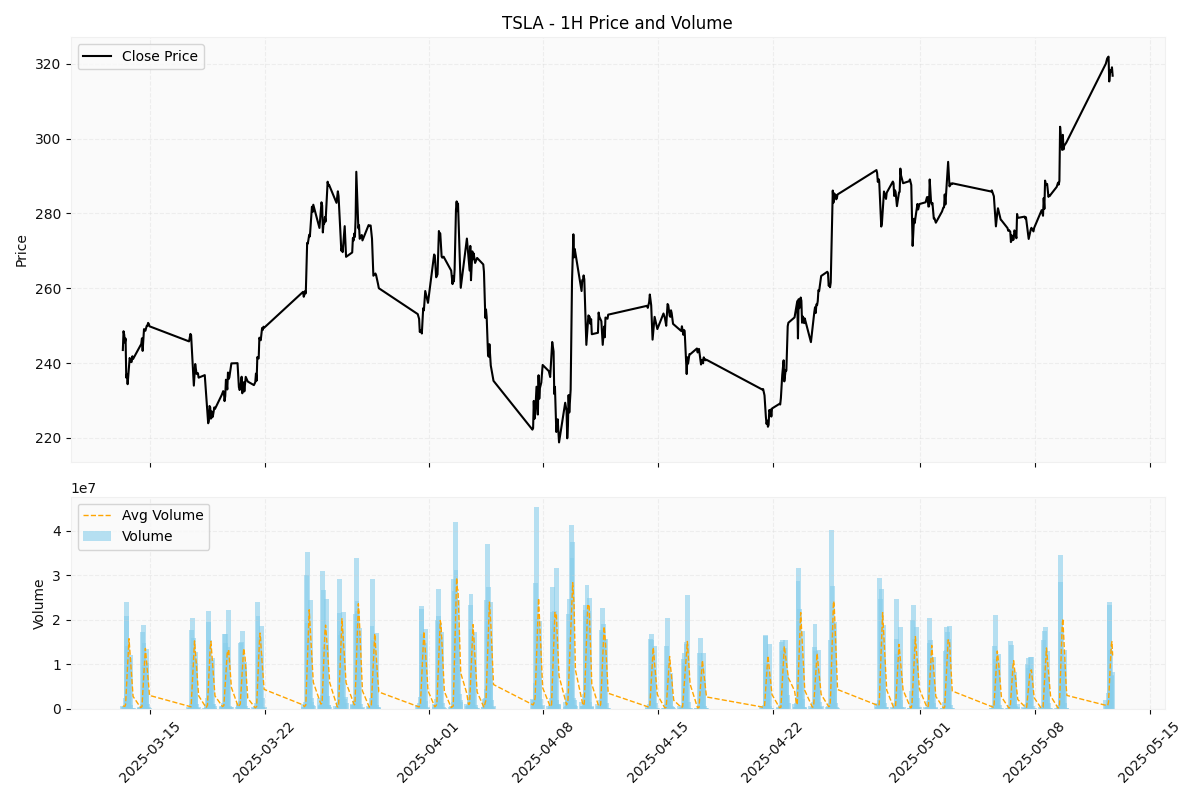 TSLA - 1H Price and Volume
Close Price
320
300
280
260
240
220
Price
1e7
Avg Volume
Volume
4
3
2
1
0
Volume
2025-03-15
2025-03-22
2025-04-01
2025-04-08
2025-04-15
2025-04-22
2025-05-01
2025-05-08
2025-05-15